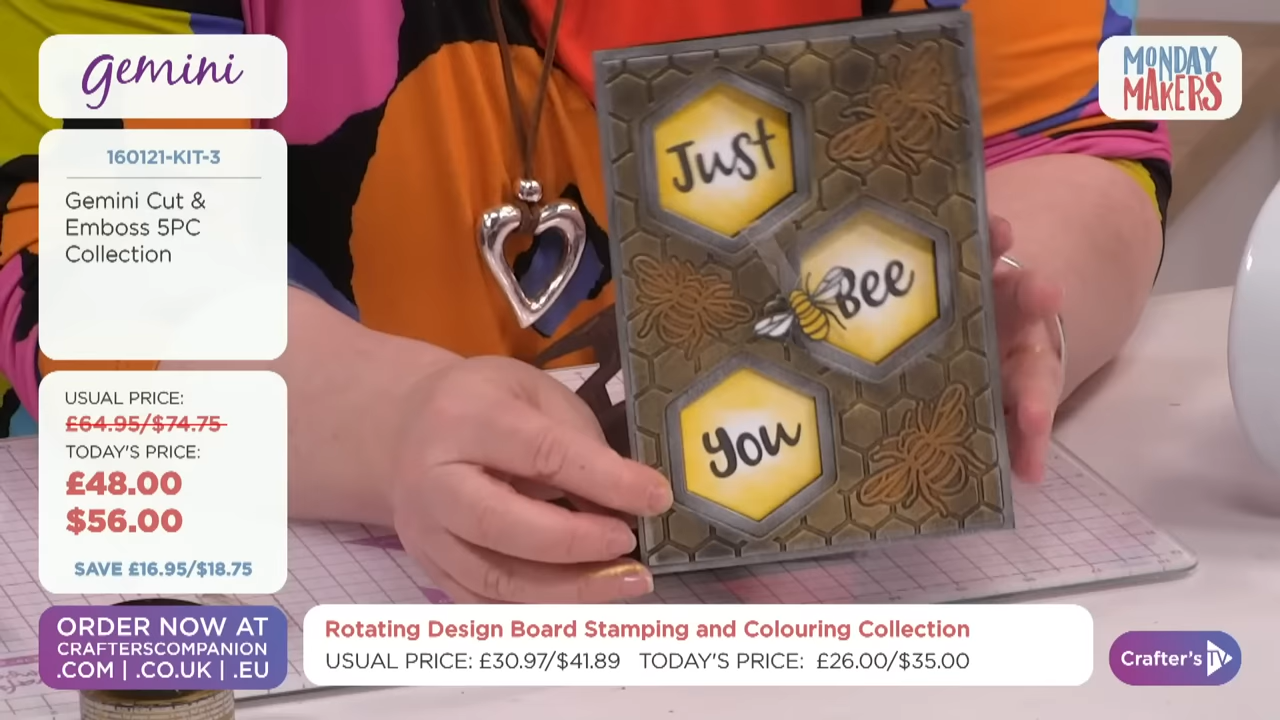 gemini
160121-KIT-3
Gemini Cut &
Emboss 5PC
Collection
USUAL PRICE:
£64.95/$74.75
TODAY'S PRICE:
£48.00
$56.00
SAVE £16.95/$18.75
ORDER NOW AT
CRAFTERSCOMPANION
.COM | .CO.UK | .EU
Just
Bee
You
MONDAY
MAKERS
Rotating Design Board Stamping and Colouring Collection
USUAL PRICE: £30.97/$41.89 TODAY'S PRICE: £26.00/$35.00
Crafter's TV